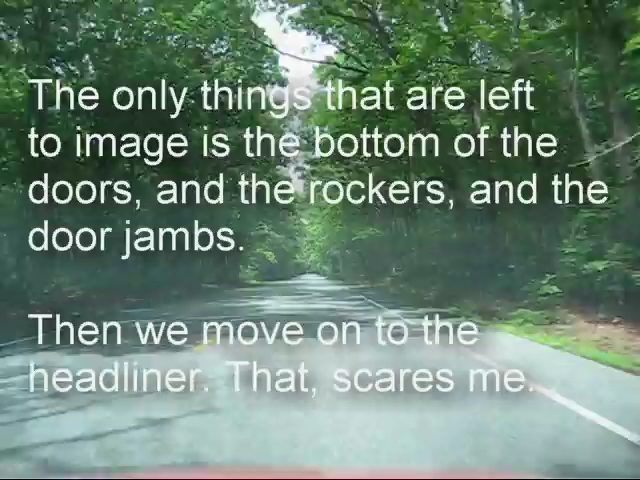 The only things that are left
to image is the bottom of the
doors, and the rockers, and the
door jambs.
Then we move on to the
headliner. That, scares me.